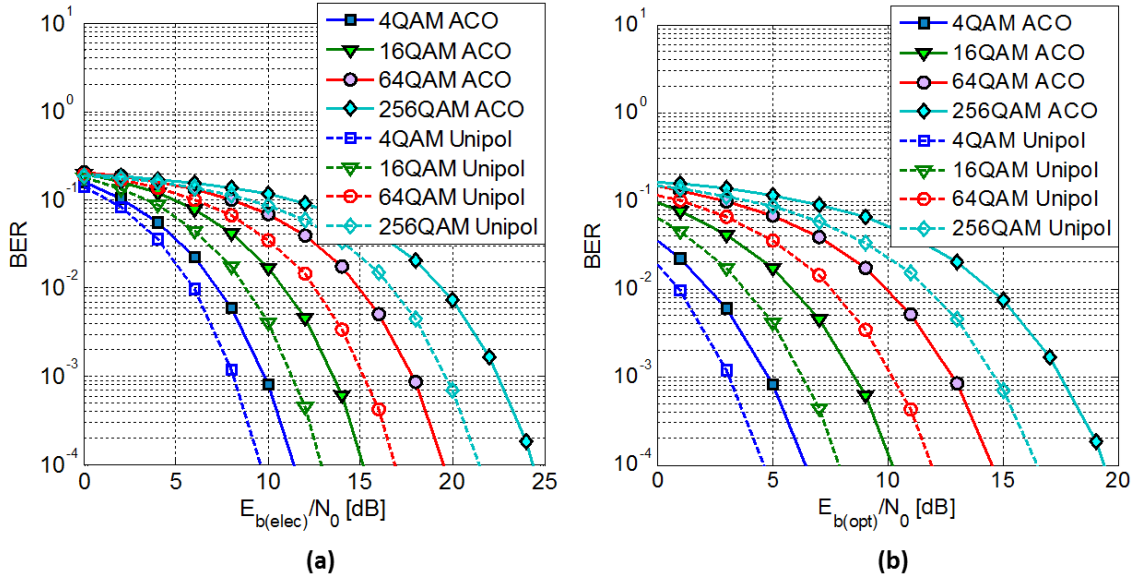 10^2
10^1
10^0
10^-1
10^-2
10^-3
10^-4
BER
0
5
10
15
20
25
E_b(elec)/N_0 [dB]
4QAM ACO
16QAM ACO
64QAM ACO
256QAM ACO
4QAM Unipol
16QAM Unipol
64QAM Unipol
256QAM Unipol
(a)
10^2
10^1
10^0
10^-1
10^-2
10^-3
10^-4
BER
0
5
10
15
20
E_b(opt)/N_0 [dB]
4QAM ACO
16QAM ACO
64QAM ACO
256QAM ACO
4QAM Unipol
16QAM Unipol
64QAM Unipol
256QAM Unipol
(b)